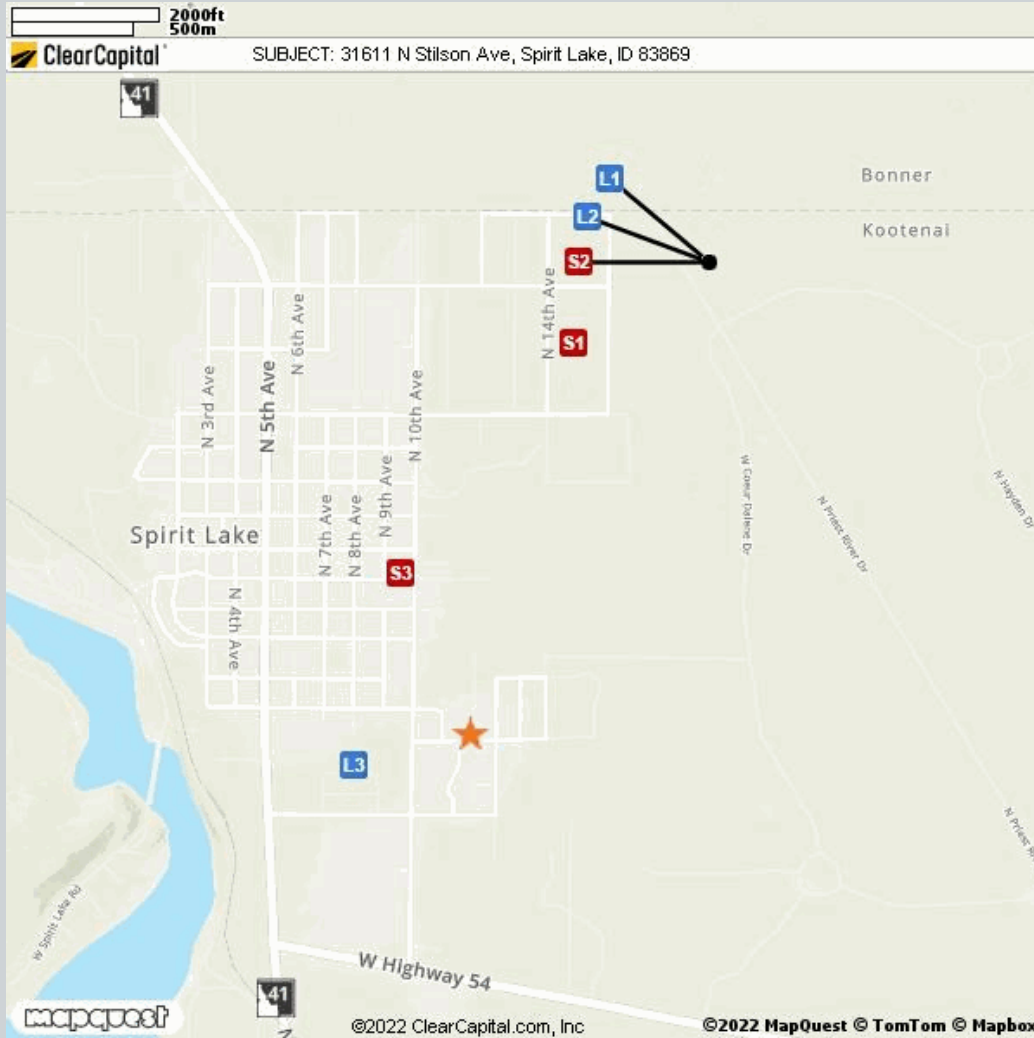 2000ft
500m
ClearCapital
SUBJECT: 31611 N Stilson Ave, Spirit Lake, ID 83869
41
L1
Bonner
L2
Kootenai
S2
N 14th Ave
S1
N 6th Ave
N 3rd Ave
N 5th Ave
N 10th Ave
N 9th Ave
W Coeur Dalene Dr
N Priest River Dr
N Hayden Dr
Spirit Lake
N 7th Ave
N 8th Ave
S3
N 4th Ave
L3
N Priest
W Spirit Lake Rd
W Highway 54
41
N
mapquest
©2022 ClearCapital.com, Inc
©2022 MapQuest © TomTom © Mapbox